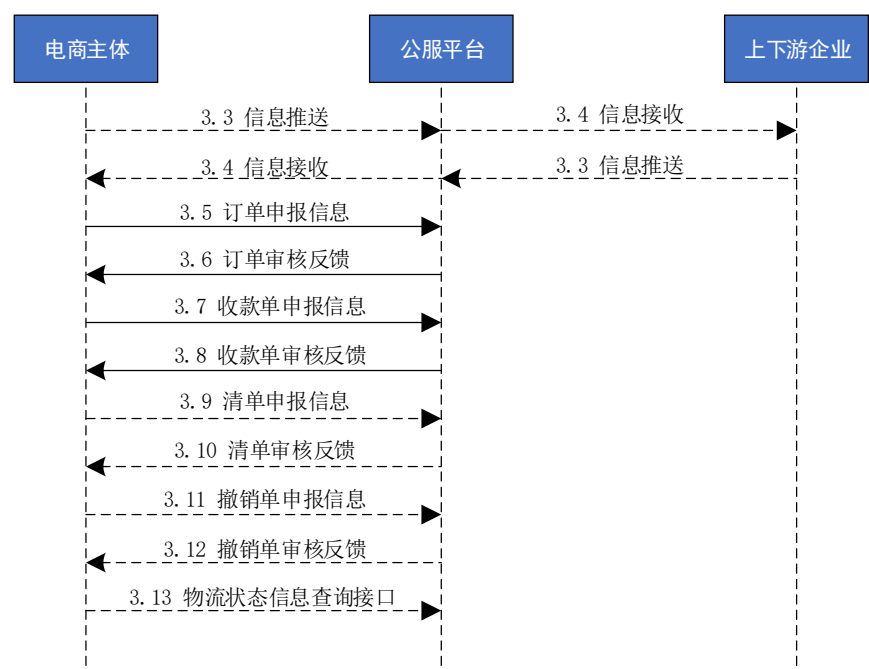 电商主体
公服平台
上下游企业
3.3 信息推送
3.4 信息接收
3.4 信息接收
3.3 信息推送
3.5 订单申报信息
3.6 订单审核反馈
3.7 收款单申报信息
3.8 收款单审核反馈
3.9 清单申报信息
3.10 清单审核反馈
3.11 撤销单申报信息
3.12 撤销单审核反馈
3.13 物流状态信息查询接口